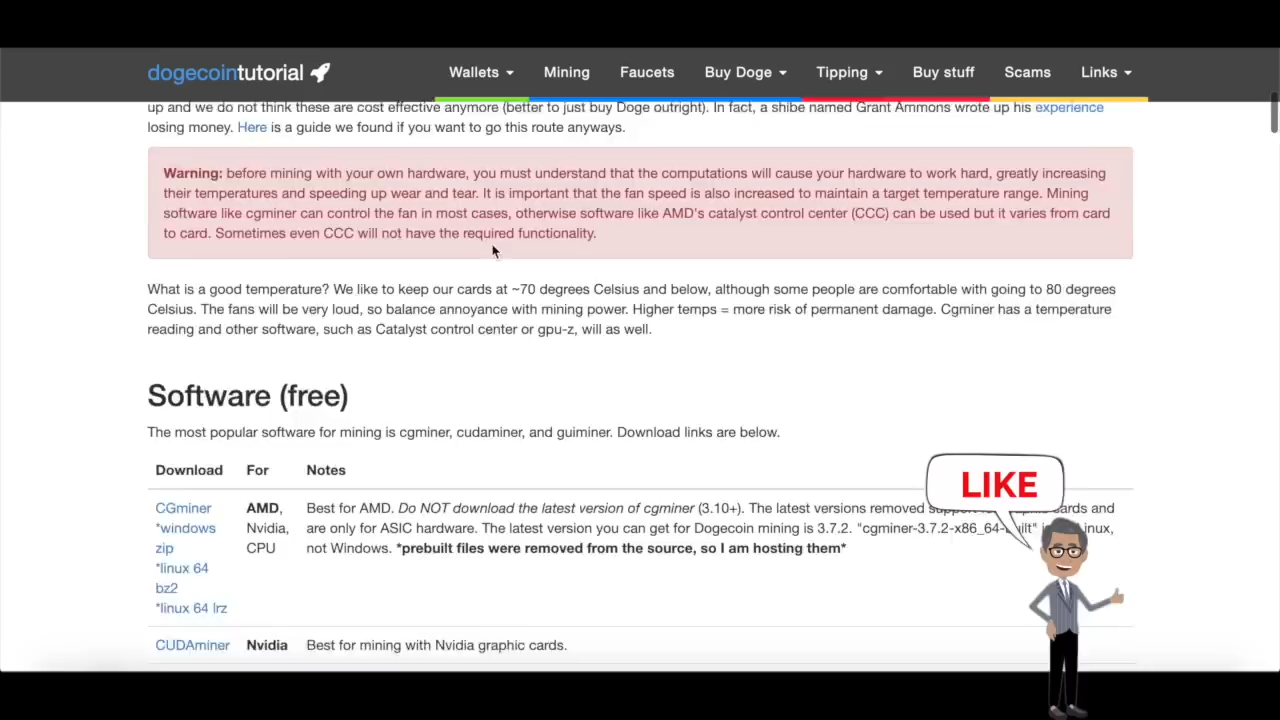 dogecointutorial
Wallets Mining Faucets Buy Doge Tipping Buy stuff Scams Links
up and we do not think these are cost effective anymore (better to just buy Doge outright). In fact, a shibe named Grant Ammons wrote up his experience
losing money. Here is a guide we found if you want to go this route anyways.
Warning: before mining with your own hardware, you must understand that the computations will cause your hardware to work hard, greatly increasing
their temperatures and speeding up wear and tear. It is important that the fan speed is also increased to maintain a target temperature range. Mining
software like cgminer can control the fan in most cases, otherwise software like AMD's catalyst control center (CCC) can be used but it varies from card
to card. Sometimes even CCC will not have the required functionality.
What is a good temperature? We like to keep our cards at ~70 degrees Celsius and below, although some people are comfortable with going to 80 degrees
Celsius. The fans will be very loud, so balance annoyance with mining power. Higher temps = more risk of permanent damage. Cgminer has a temperature
reading and other software, such as Catalyst control center or gpu-z, will as well.
Software (free)
The most popular software for mining is cgminer, cudaminer, and guiminer. Download links are below.
Download For Notes
CGminer
*windows
zip
*linux 64
bz2
*linux 64 lrz
AMD,
Nvidia,
CPU
Best for AMD. Do NOT download the latest version of cgminer (3.10+). The latest versions removed cards and
are only for ASIC hardware. The latest version you can get for Dogecoin mining is 3.7.2. "cgminer-3.7.2-x86_64- Linux,
not Windows. *prebuilt files were removed from the source, so I am hosting them*
CUDAminer Nvidia Best for mining with Nvidia graphic cards.
LIKE